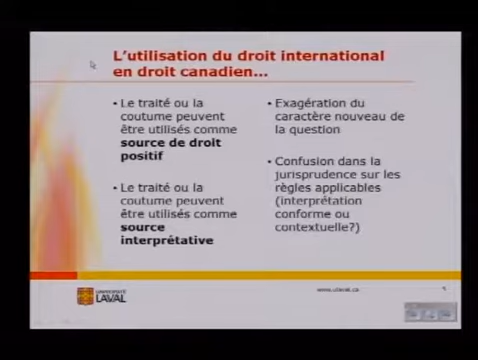 L'utilisation du droit international
en droit canadien...
• Le traité ou la
coutume peuvent
être utilisés comme
source de droit
positif
• Le traité ou la
coutume peuvent
être utilisés comme
source
interprétative
• Exagération du
caractère nouveau de
la question
• Confusion dans la
jurisprudence sur les
règles applicables
(interprétation
conforme ou
contextuelle?)
UNIVERSITÉ
LAVAL
www.ulaval.ca